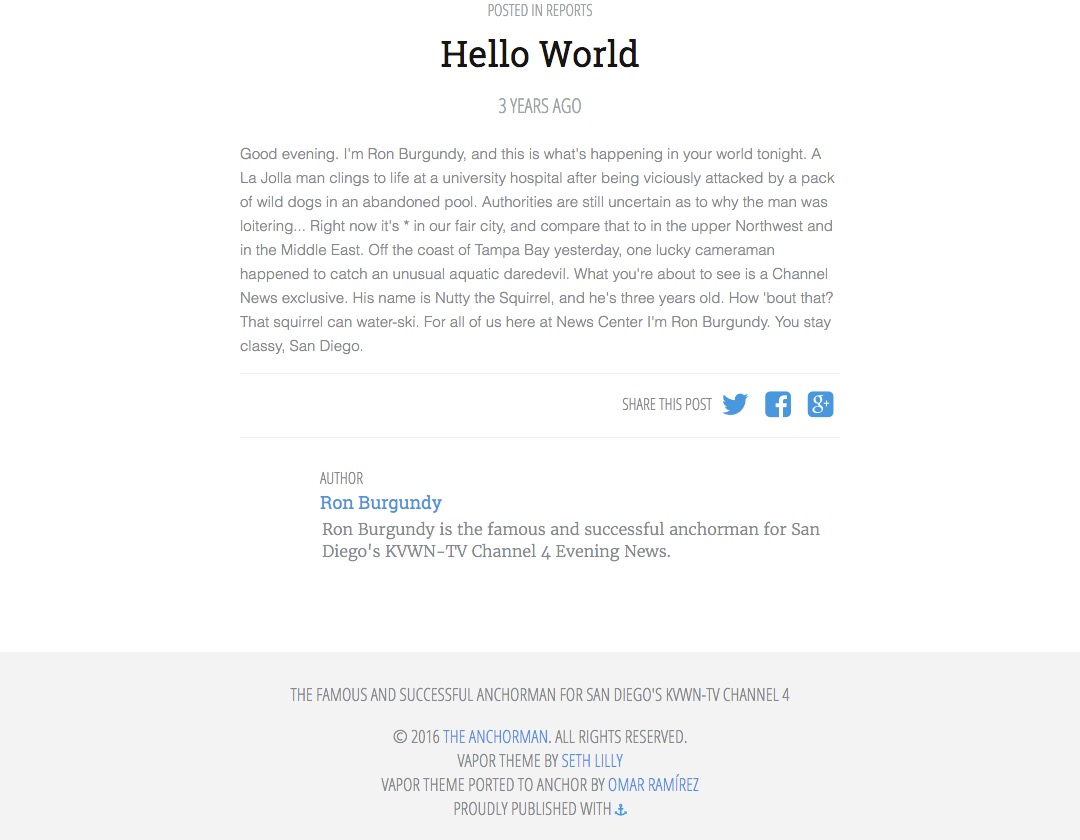 POSTED IN REPORTS
Hello World
3 YEARS AGO
Good evening. I'm Ron Burgundy, and this is what's happening in your world tonight. A
La Jolla man clings to life at a university hospital after being viciously attacked by a pack
of wild dogs in an abandoned pool. Authorities are still uncertain as to why the man was
loitering... Right now it's * in our fair city, and compare that to in the upper Northwest and
in the Middle East. Off the coast of Tampa Bay yesterday, one lucky cameraman
happened to catch an unusual aquatic daredevil. What you're about to see is a Channel
News exclusive. His name is Nutty the Squirrel, and he's three years old. How 'bout that?
That squirrel can water-ski. For all of us here at News Center I'm Ron Burgundy. You stay
classy, San Diego.
SHARE THIS POST
AUTHOR
Ron Burgundy
Ron Burgundy is the famous and successful anchorman for San
Diego's KVWN-TV Channel 4 Evening News.
THE FAMOUS AND SUCCESSFUL ANCHORMAN FOR SAN DIEGO'S KVWN-TV CHANNEL 4
© 2016 THE ANCHORMAN. ALL RIGHTS RESERVED.
VAPOR THEME BY SETH LILLY
VAPOR THEME PORTED TO ANCHOR BY OMAR RAMÍREZ
PROUDLY PUBLISHED WITH